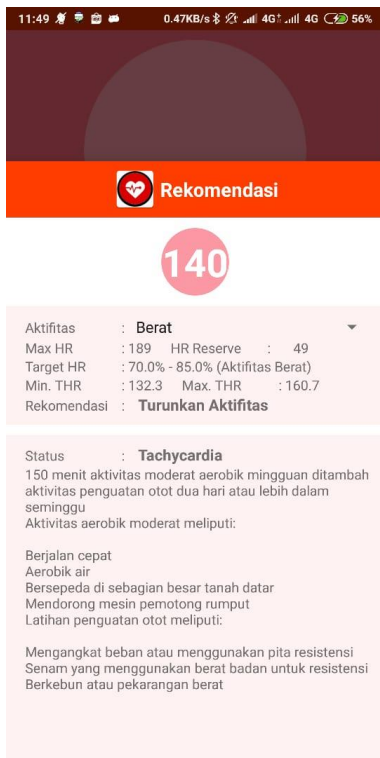 11:49 0.47KB/s 4G+ 4G 56%
Rekomendasi
140
Aktifitas : Berat
Max HR : 189 HR Reserve : 49
Target HR : 70.0% - 85.0% (Aktifitas Berat)
Min. THR : 132.3 Max. THR : 160.7
Rekomendasi : Turunkan Aktifitas
Status : Tachycardia
150 menit aktivitas moderat aerobik mingguan ditambah
aktivitas penguatan otot dua hari atau lebih dalam
seminggu
Aktivitas aerobik moderat meliputi:
Berjalan cepat
Aerobik air
Bersepeda di sebagian besar tanah datar
Mendorong mesin pemotong rumput
Latihan penguatan otot meliputi:
Mengangkat beban atau menggunakan pita resistensi
Senam yang menggunakan berat badan untuk resistensi
Berkebun atau pekarangan berat